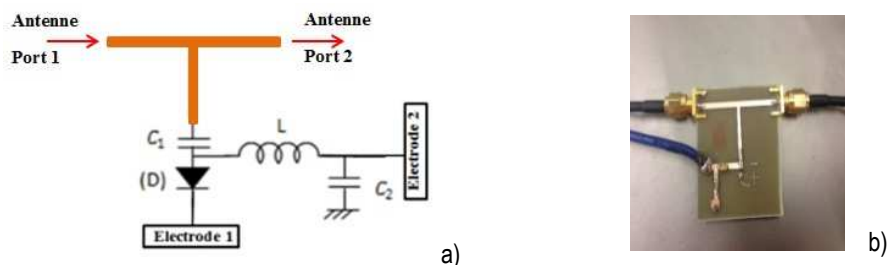 Antenne Antenne
Port 1 Port 2
C₁
L
(D)
C₂
Electrode 2
Electrode 1
a)
b)